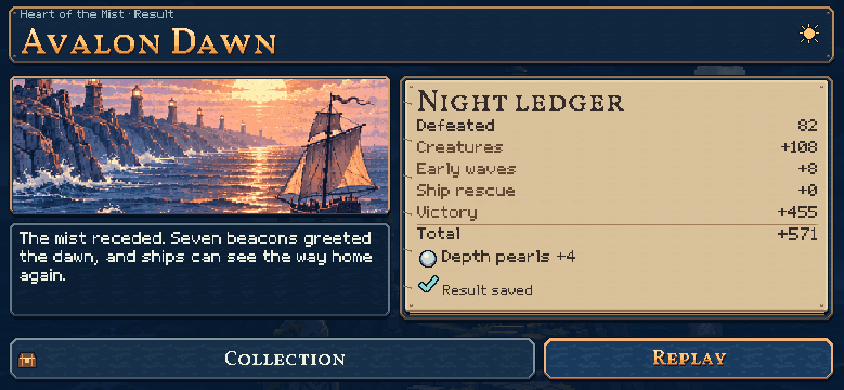 Heart of the Mist · Result
Avalon Dawn
The mist receded. Seven beacons greeted
the dawn, and ships can see the way home
again.
Night ledger
Defeated 82
Creatures +108
Early waves +8
Ship rescue +0
Victory +455
Total +571
Depth pearls +4
Result saved
Collection
Replay